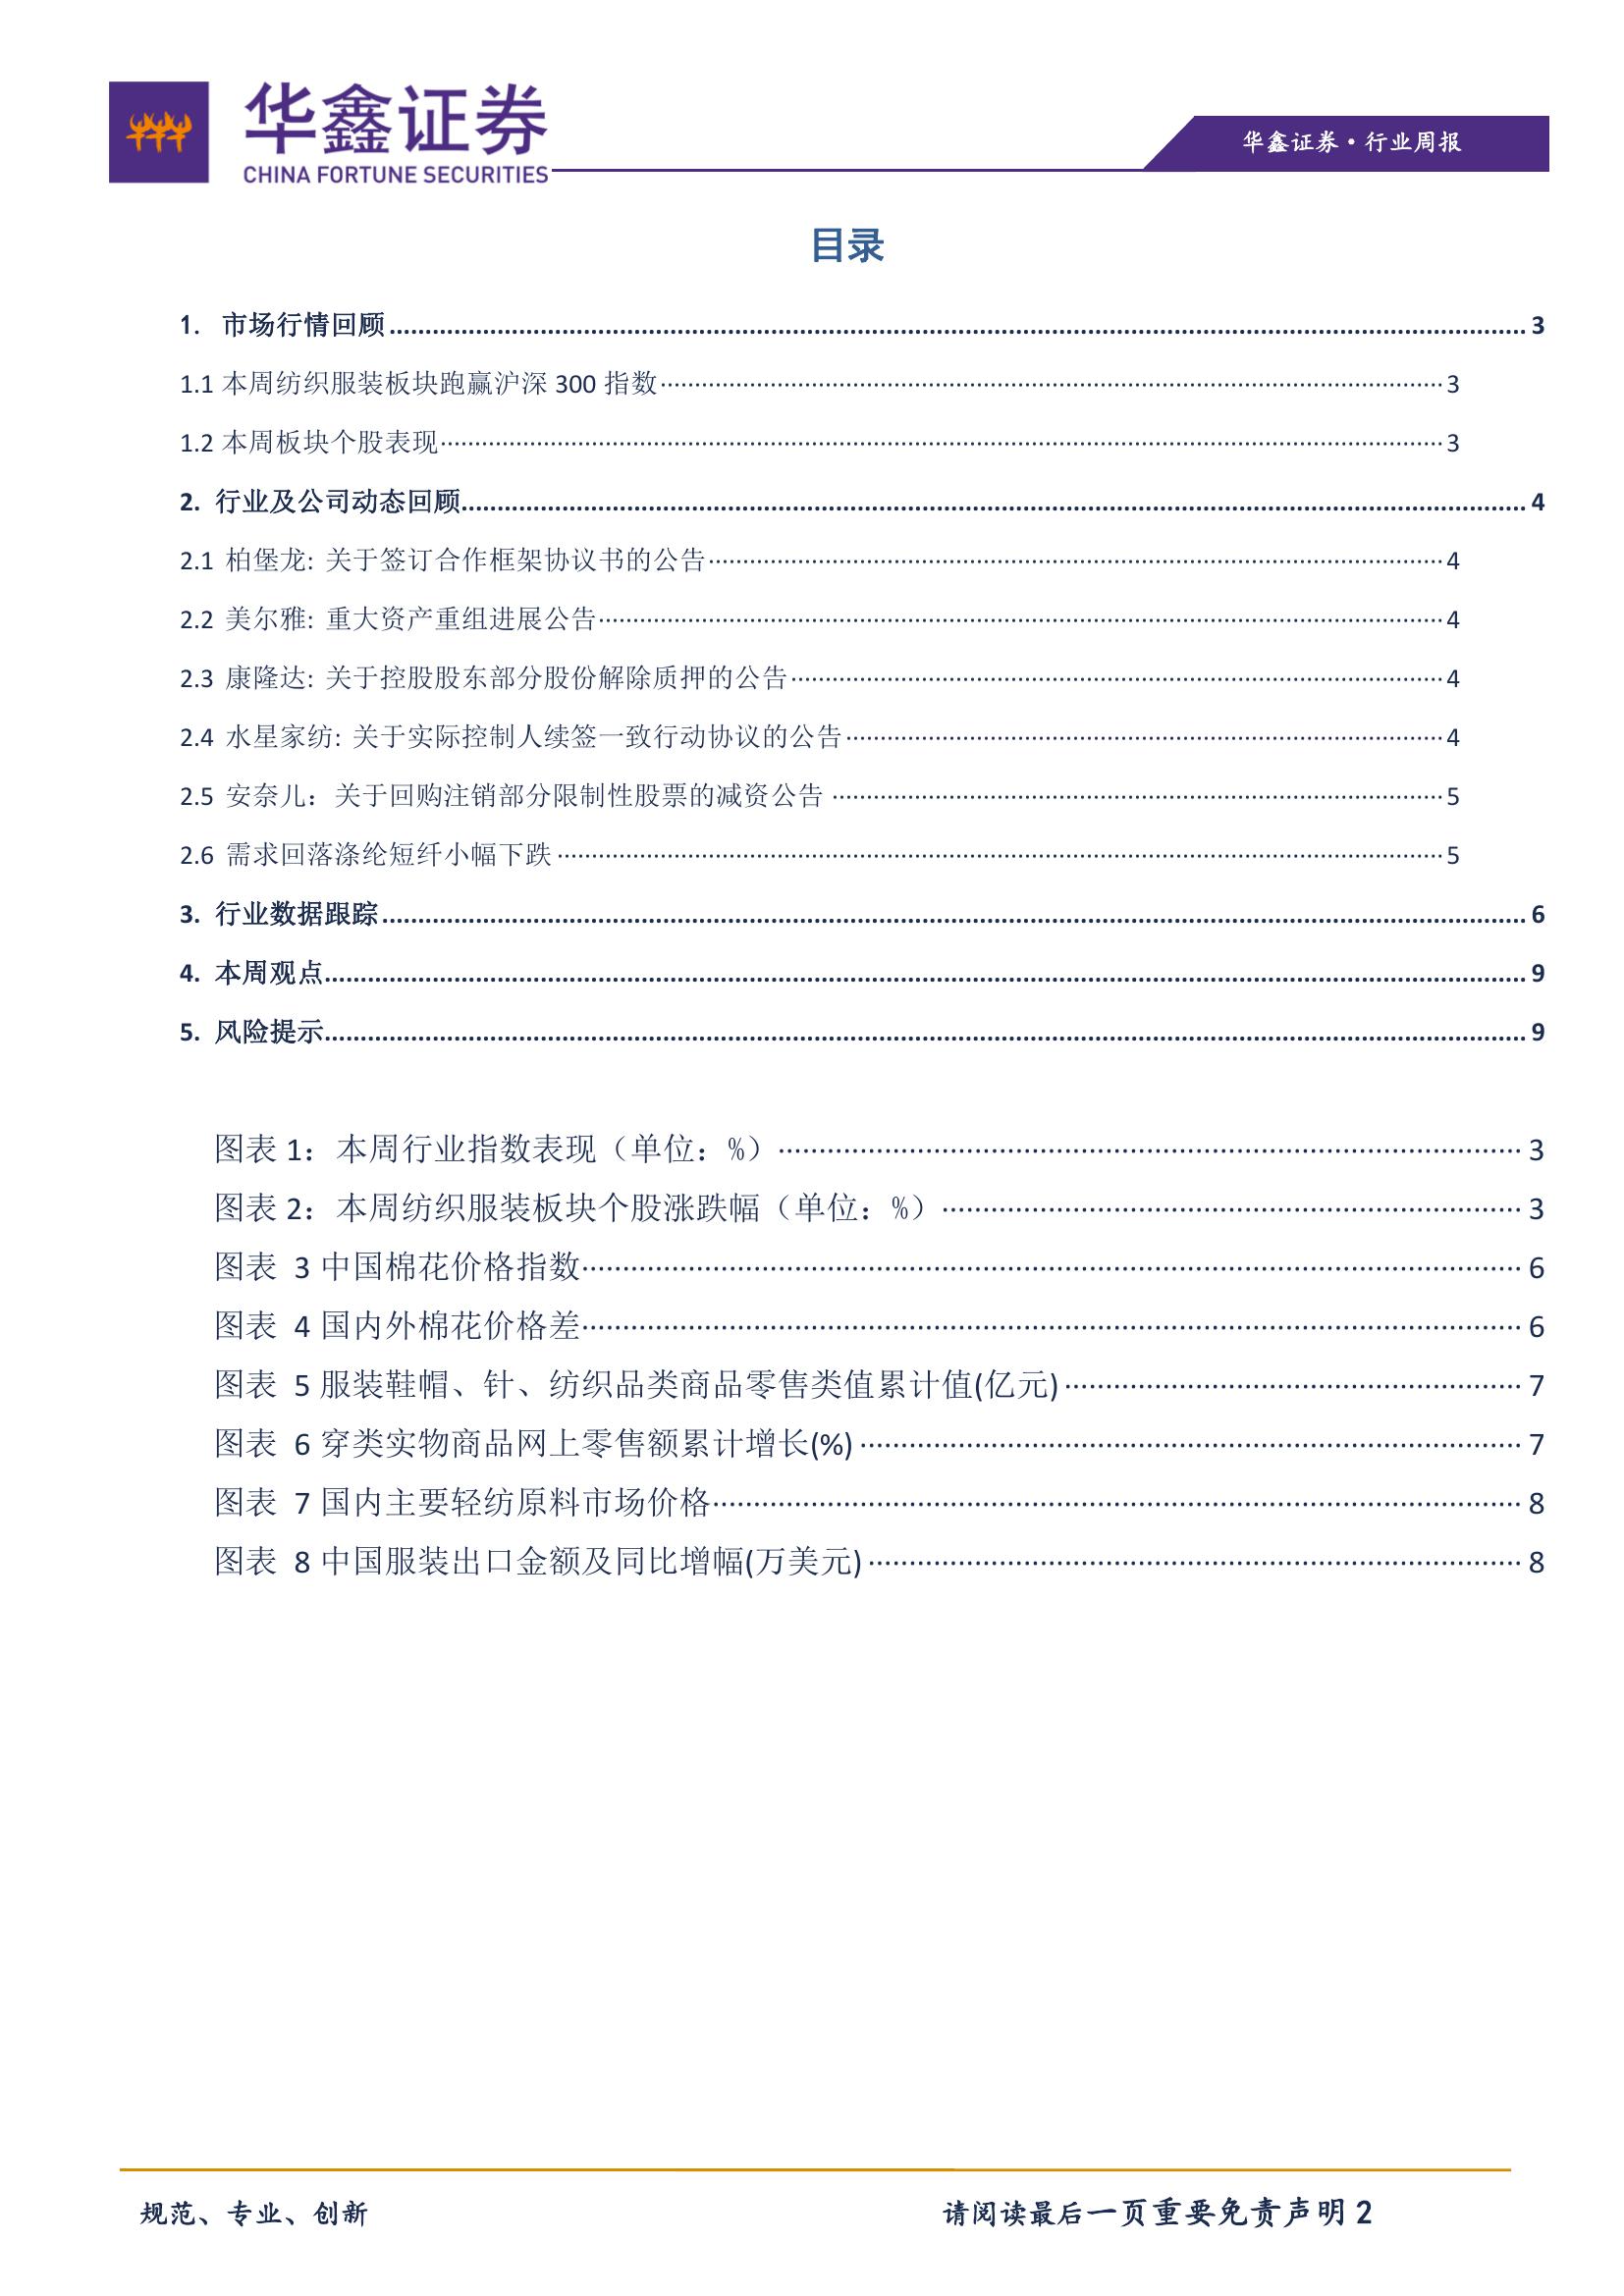 华鑫证券
CHINA FORTUNE SECURITIES
华鑫证券·行业周报
目录
1. 市场行情回顾 3
1.1 本周纺织服装板块跑赢沪深 300 指数 3
1.2 本周板块个股表现 3
2. 行业及公司动态回顾 4
2.1 柏堡龙: 关于签订合作框架协议书的公告 4
2.2 美尔雅: 重大资产重组进展公告 4
2.3 康隆达: 关于控股股东部分股份解除质押的公告 4
2.4 水星家纺: 关于实际控制人续签一致行动协议的公告 4
2.5 安奈儿：关于回购注销部分限制性股票的减资公告 5
2.6 需求回落涤纶短纤小幅下跌 5
3. 行业数据跟踪 6
4. 本周观点 9
5. 风险提示 9
图表 1：本周行业指数表现（单位：%） 3
图表 2：本周纺织服装板块个股涨跌幅（单位：%） 3
图表 3 中国棉花价格指数 6
图表 4 国内外棉花价格差 6
图表 5 服装鞋帽、针、纺织品类商品零售类值累计值(亿元) 7
图表 6 穿类实物商品网上零售额累计增长(%) 7
图表 7 国内主要轻纺原料市场价格 8
图表 8 中国服装出口金额及同比增幅(万美元) 8
规范、专业、创新 请阅读最后一页重要免责声明 2